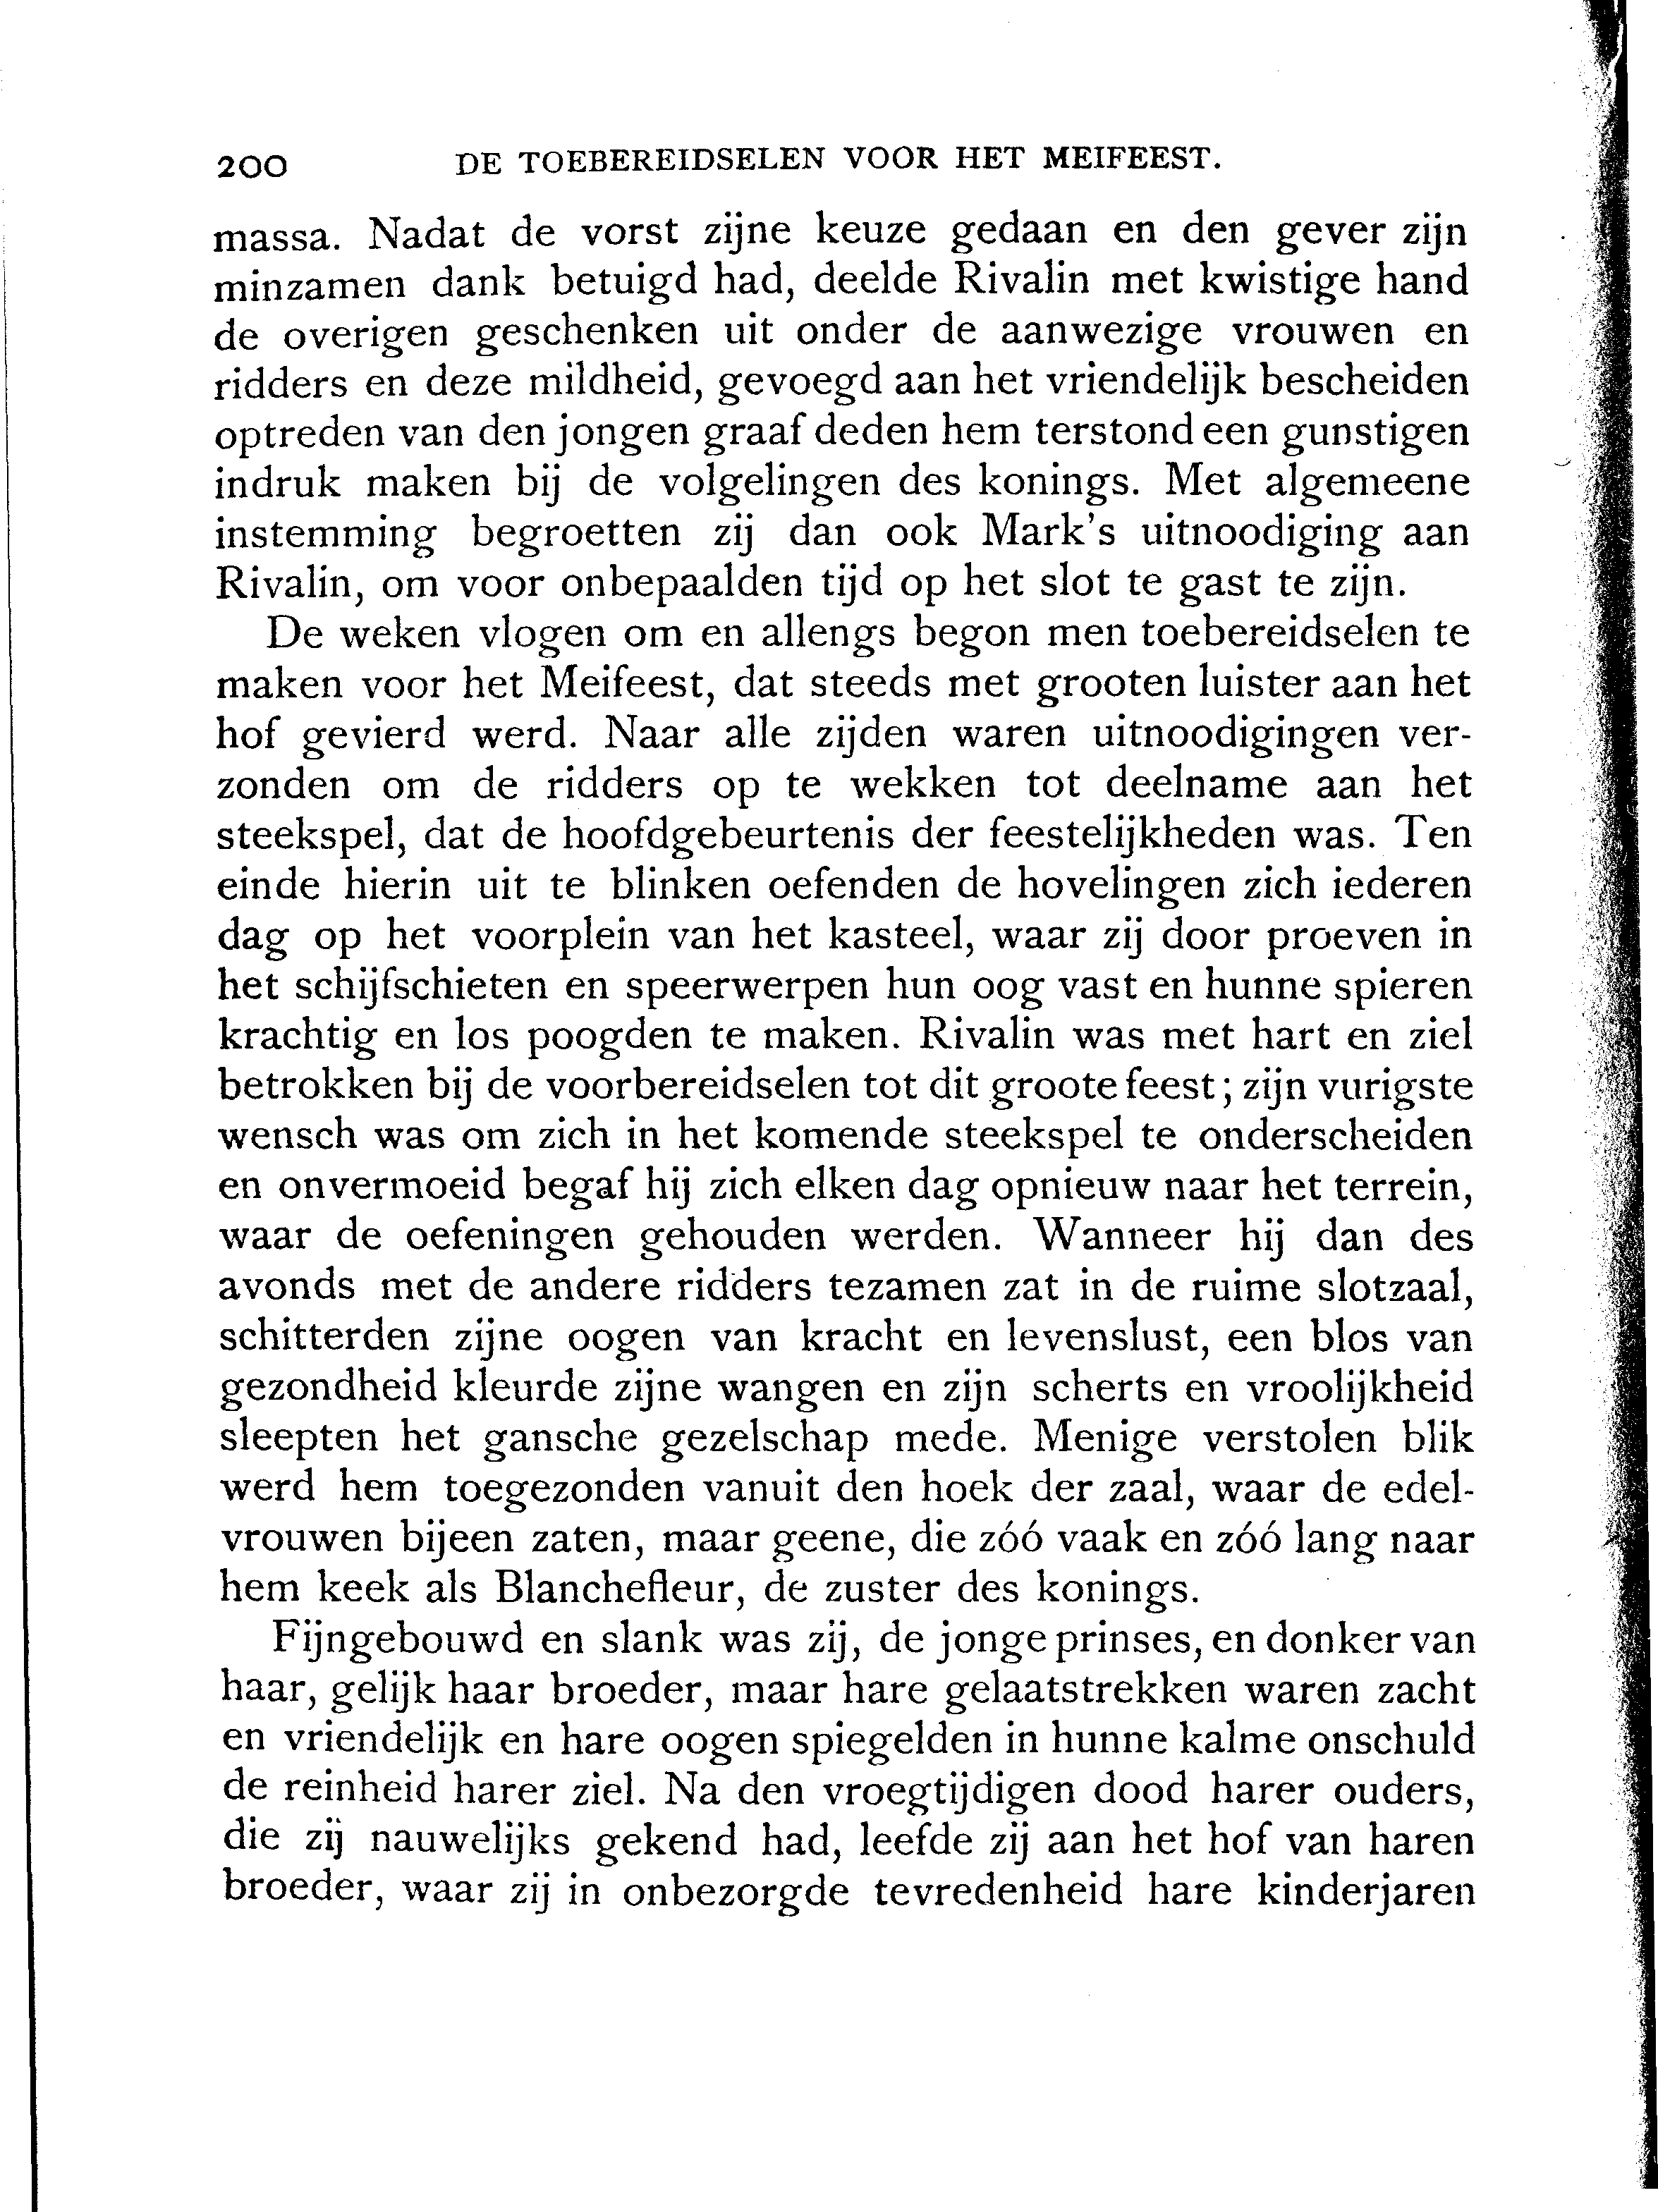 200 DE TOEBEREIDSELEN VOOR HET MEIFEEST.
massa. Nadat de vorst zijne keuze gedaan en den gever zijn
minzamen dank betuigd had, deelde Rivalin met kwistige hand
de overigen geschenken uit onder de aanwezige vrouwen en
ridders en deze mildheid, gevoegd aan het vriendelijk bescheiden
optreden van den jongen graaf deden hem terstond een gunstigen
indruk maken bij de volgelingen des konings. Met algemeene
instemming begroetten zij dan ook Mark's uitnoodiging aan
Rivalin, om voor onbepaalden tijd op het slot te gast te zijn.
De weken vlogen om en allengs begon men toebereidselen te
maken voor het Meifeest, dat steeds met grooten luister aan het
hof gevierd werd. Naar alle zijden waren uitnoodigingen ver-
zonden om de ridders op te wekken tot deelname aan het
steekspel, dat de hoofdgebeurtenis der feestelijkheden was. Ten
einde hierin uit te blinken oefenden de hovelingen zich iederen
dag op het voorplein van het kasteel, waar zij door proeven in
het schijfschieten en speerwerpen hun oog vast en hunne spieren
krachtig en los poogden te maken. Rivalin was met hart en ziel
betrokken bij de voorbereidselen tot dit groote feest; zijn vurigste
wensch was om zich in het komende steekspel te onderscheiden
en onvermoeid begaf hij zich elken dag opnieuw naar het terrein,
waar de oefeningen gehouden werden. Wanneer hij dan des
avonds met de andere ridders tezamen zat in de ruime slotzaal,
schitterden zijne oogen van kracht en levenslust, een blos van
gezondheid kleurde zijne wangen en zijn scherts en vroolijkheid
sleepten het gansche gezelschap mede. Menige verstolen blik
werd hem toegezonden vanuit den hoek der zaal, waar de edel-
vrouwen bijeen zaten, maar geene, die zóó vaak en zóó lang naar
hem keek als Blanchefleur, de zuster des konings.
Fijngebouwd en slank was zij, de jonge prinses, en donker van
haar, gelijk haar broeder, maar hare gelaatstrekken waren zacht
en vriendelijk en hare oogen spiegelden in hunne kalme onschuld
de reinheid harer ziel. Na den vroegtijdigen dood harer ouders,
die zij nauwelijks gekend had, leefde zij aan het hof van haren
broeder, waar zij in onbezorgde tevredenheid hare kinderjaren